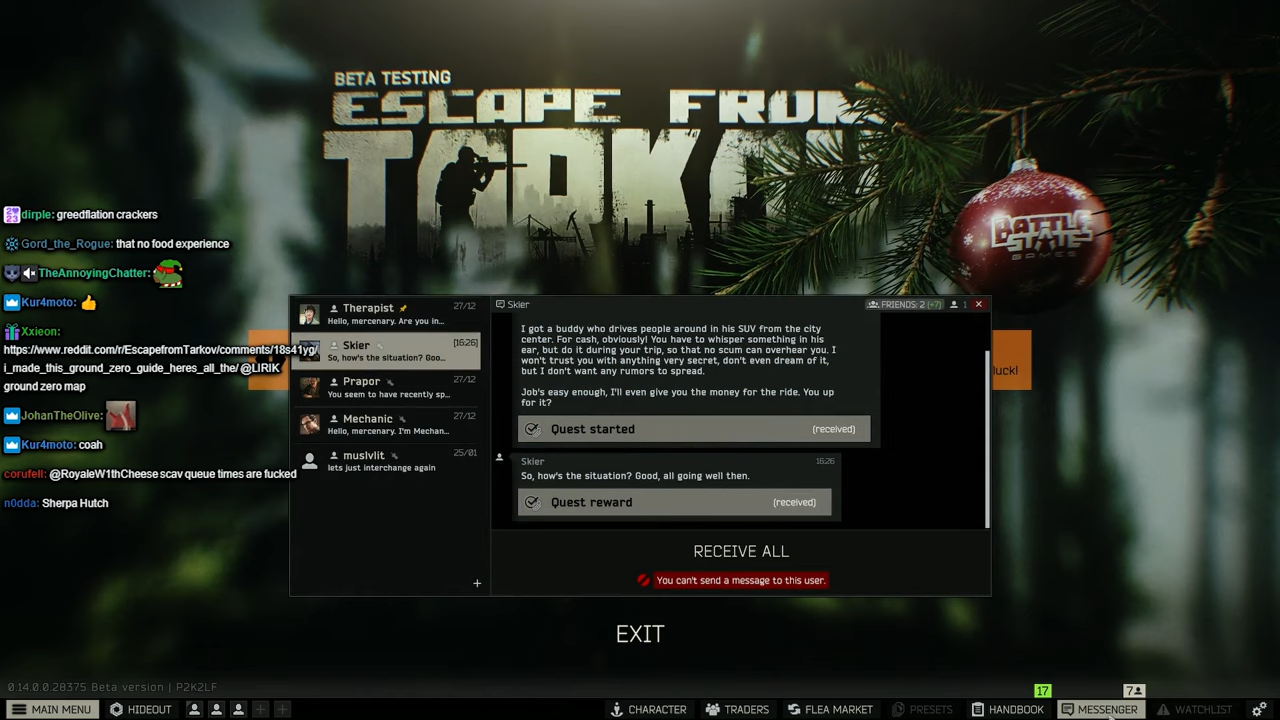 BETA TESTING
ESCAPE FROM
TARKOV
BATTLE
STATE
GAMES
dirple: greedflation crackers
Gord_the_Rogue: that no food experience
TheAnnoyingChatter:
Kur4moto: 👍
Xxieon:
https://www.reddit.com/r/EscapefromTarkov/comments/18s41yg/
i_made_this_ground_zero_guide_heres_all_the/ @LIRIK
ground zero map
JohanTheOlive:
Kur4moto: coah
corufell: @RoyaleW1thCheese scav queue times are fucked
n0dda: Sherpa Hutch
Therapist 27/12
Hello, mercenary. Are you in...
Skier [16:26]
So, how's the situation? Goo...
Prapor 27/12
You seem to have recently sp...
Mechanic 27/12
Hello, mercenary. I'm Mechan...
muslvlit 25/01
lets just interchange again
+
Skier
FRIENDS: 2 (+7) 1
I got a buddy who drives people around in his SUV from the city
center. For cash, obviously! You have to whisper something in his
ear, but do it during your trip, so that no scum can overhear you. I
won't trust you with anything very secret, don't even dream of it,
but I don't want any rumors to spread.
Job's easy enough, I'll even give you the money for the ride. You up
for it?
Quest started (received)
Skier 16:26
So, how's the situation? Good, all going well then.
Quest reward (received)
RECEIVE ALL
You can't send a message to this user.
luck!
EXIT
0.14.0.0.28375 Beta version | P2K2LF
17
7
MAIN MENU
HIDEOUT
CHARACTER
TRADERS
FLEA MARKET
PRESETS
HANDBOOK
MESSENGER
WATCHLIST